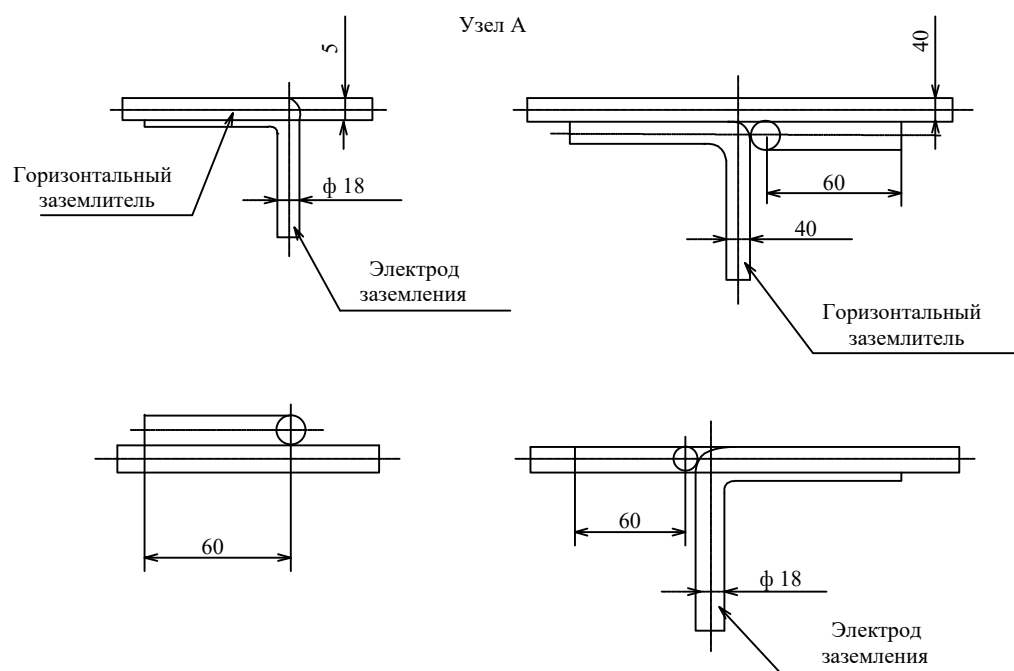 Узел А
5
40
Горизонтальный
заземлитель
ф 18
60
40
Электрод
заземления
Горизонтальный
заземлитель
60
60
ф 18
Электрод
заземления